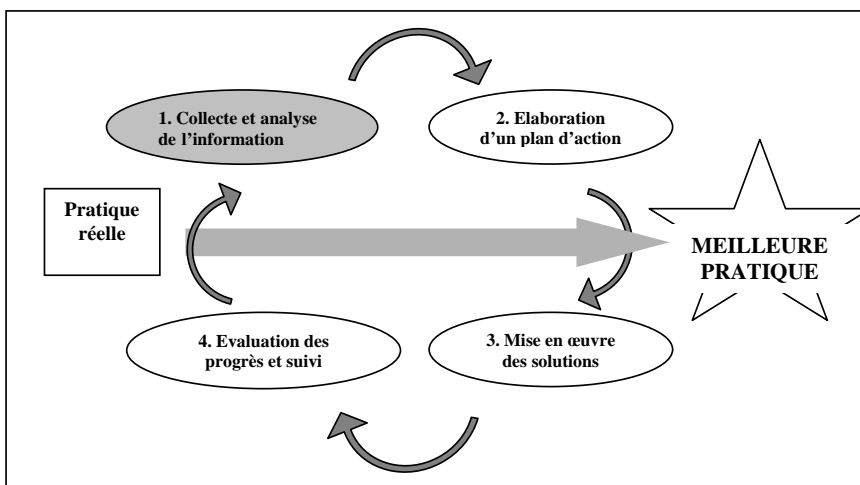 1. Collecte et analyse
de l’information
2. Elaboration
d’un plan d’action
Pratique
réelle
MEILLEURE
PRATIQUE
4. Evaluation des
progrès et suivi
3. Mise en œuvre
des solutions